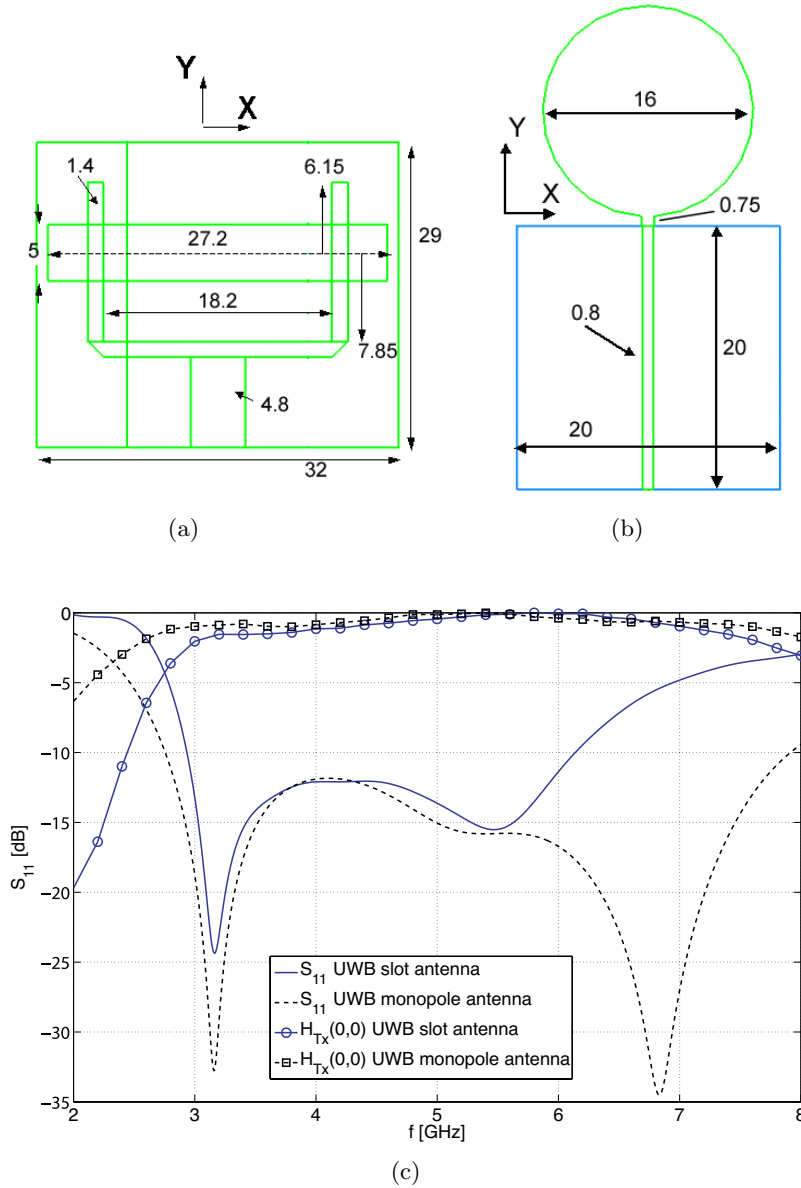 Y
X
1.4
6.15
27.2
5
29
18.2
7.85
4.8
32
(a)
16
Y
X
0.75
0.8
20
20
(b)
0
−5
−10
−15
−20
−25
−30
−35
S11 [dB]
S11 UWB slot antenna
S11 UWB monopole antenna
HTx(0,0) UWB slot antenna
HTx(0,0) UWB monopole antenna
2 3 4 5 6 7 8
f [GHz]
(c)